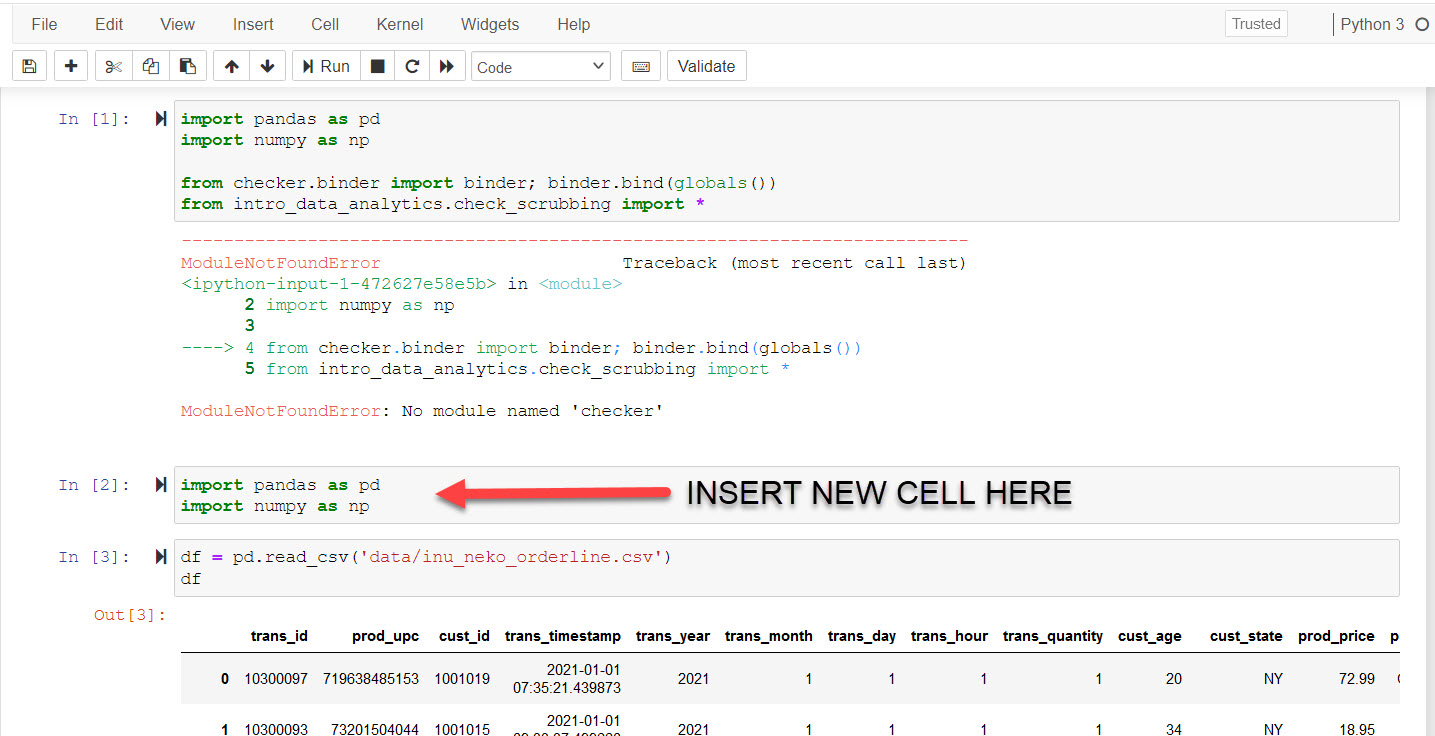 File Edit View Insert Cell Kernel Widgets Help Trusted Python 3
Run Code Validate
In [1]: import pandas as pd
import numpy as np
from checker.binder import binder; binder.bind(globals())
from intro_data_analytics.check_scrubbing import *
---------------------------------------------------------------------------
ModuleNotFoundError Traceback (most recent call last)
<ipython-input-1-472627e58e5b> in <module>
2 import numpy as np
3
----> 4 from checker.binder import binder; binder.bind(globals())
5 from intro_data_analytics.check_scrubbing import *
ModuleNotFoundError: No module named 'checker'
In [2]: import pandas as pd
import numpy as np
INSERT NEW CELL HERE
In [3]: df = pd.read_csv('data/inu_neko_orderline.csv')
df
Out[3]:
trans_id prod_upc cust_id trans_timestamp trans_year trans_month trans_day trans_hour trans_quantity cust_age cust_state prod_price p
0 10300097 719638485153 1001019 2021-01-01 07:35:21.439873 2021 1 1 1 1 20 NY 72.99
1 10300093 73201504044 1001015 2021-01-01 2021 1 1 1 1 34 NY 18.95